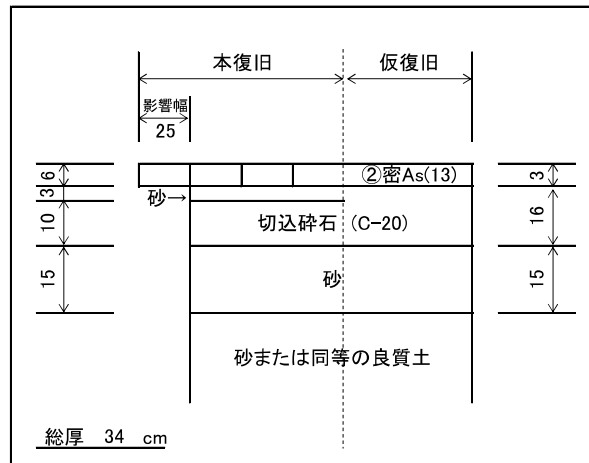 本復旧
仮復旧
影響幅
25
6
②密As(13)
3
3
砂→
10
切込砕石 (C-20)
16
15
砂
15
砂または同等の良質土
総厚 34 cm